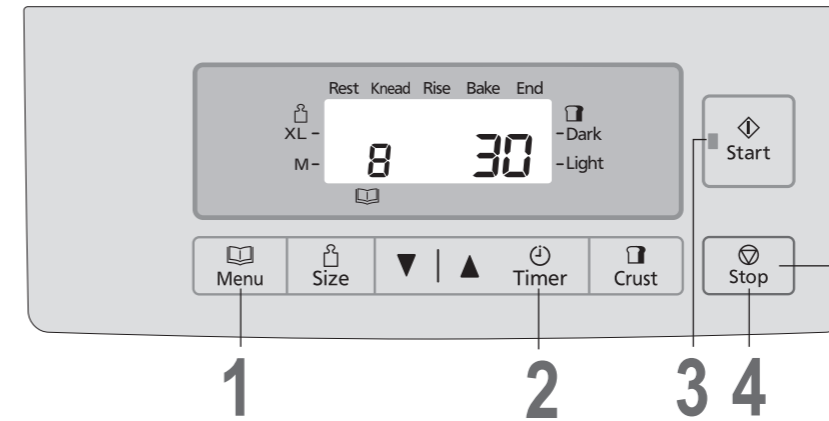 Rest Knead Rise Bake End
XL -
- Dark
M -
8
30
- Light
Start
Menu
Size
▼ | ▲
Timer
Crust
Stop
1
2
3
4